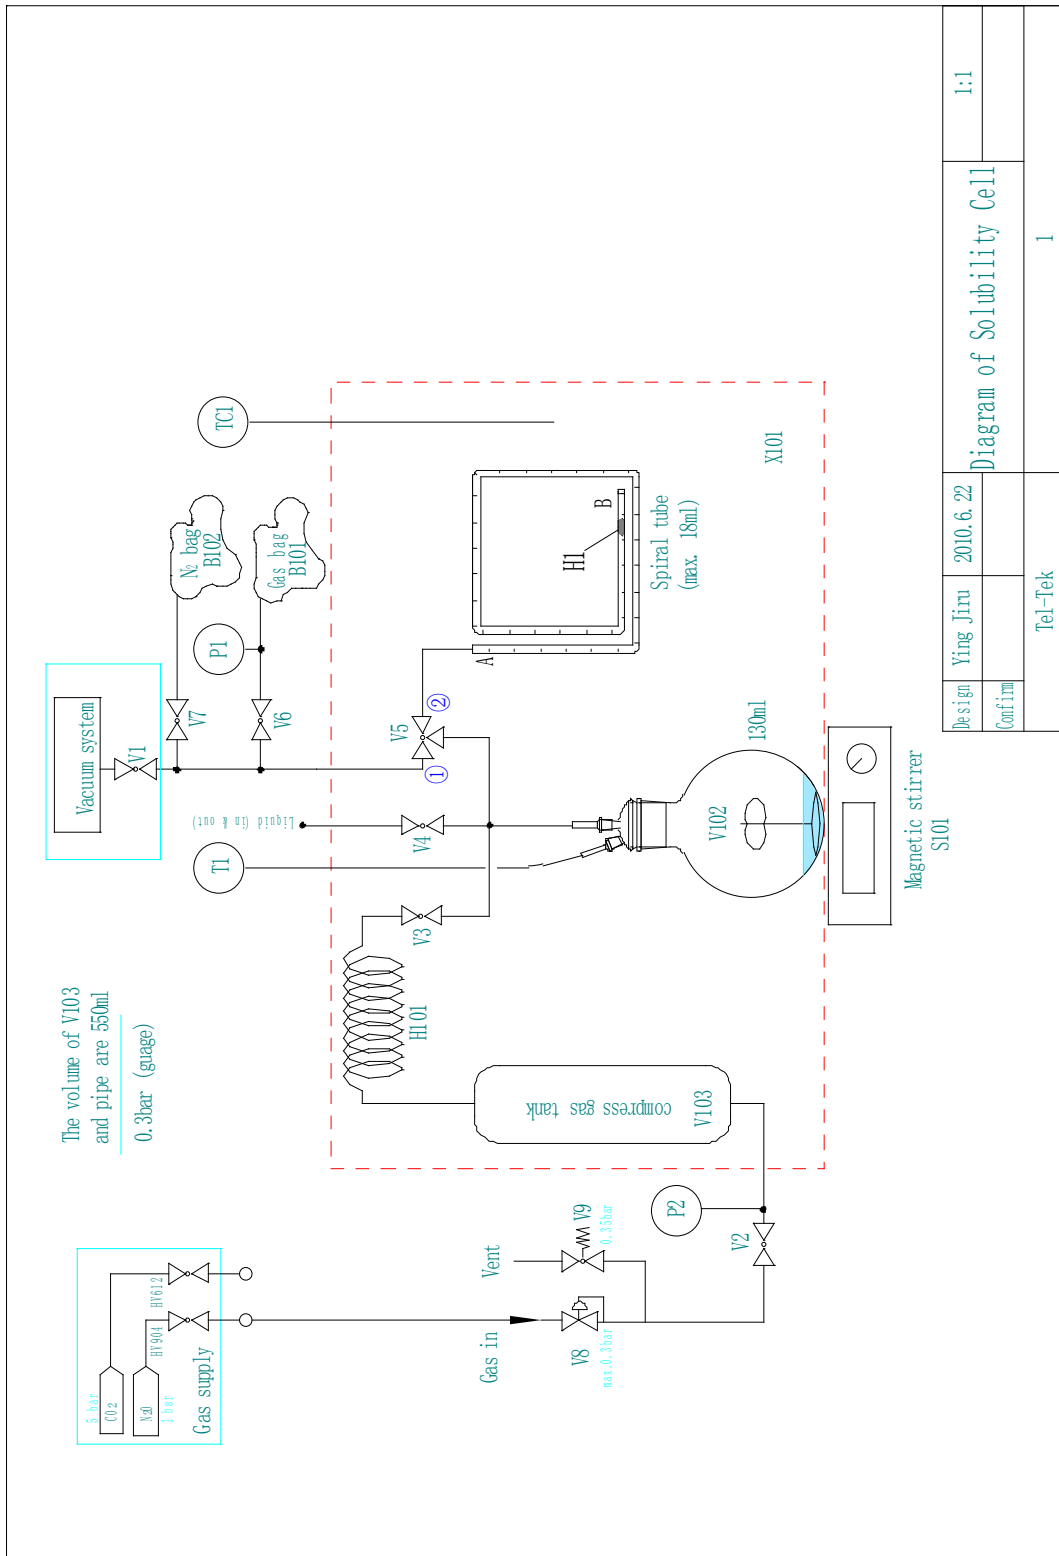 5 bar
CO2
N2O
1 bar
HV612
HV904
Gas supply
The volume of V103
and pipe are 550ml
0.3bar (guage)
Vacuum system
V1
V7
V6
N2 bag
B102
Gas bag
B101
P1
T1
TC1
Liquid (in & out)
V5
①
②
V4
V3
H101
A
B
H1
Spiral tube
(max. 18ml)
X101
compress gas tank
V103
V102
130ml
Magnetic stirrer
S101
Gas in
Vent
V8
max.0.3bar
V9
0.35bar
P2
V2
Design
Ying Jiru
2010.6.22
Diagram of Solubility Cell
1:1
Confirm
Tel-Tek
1